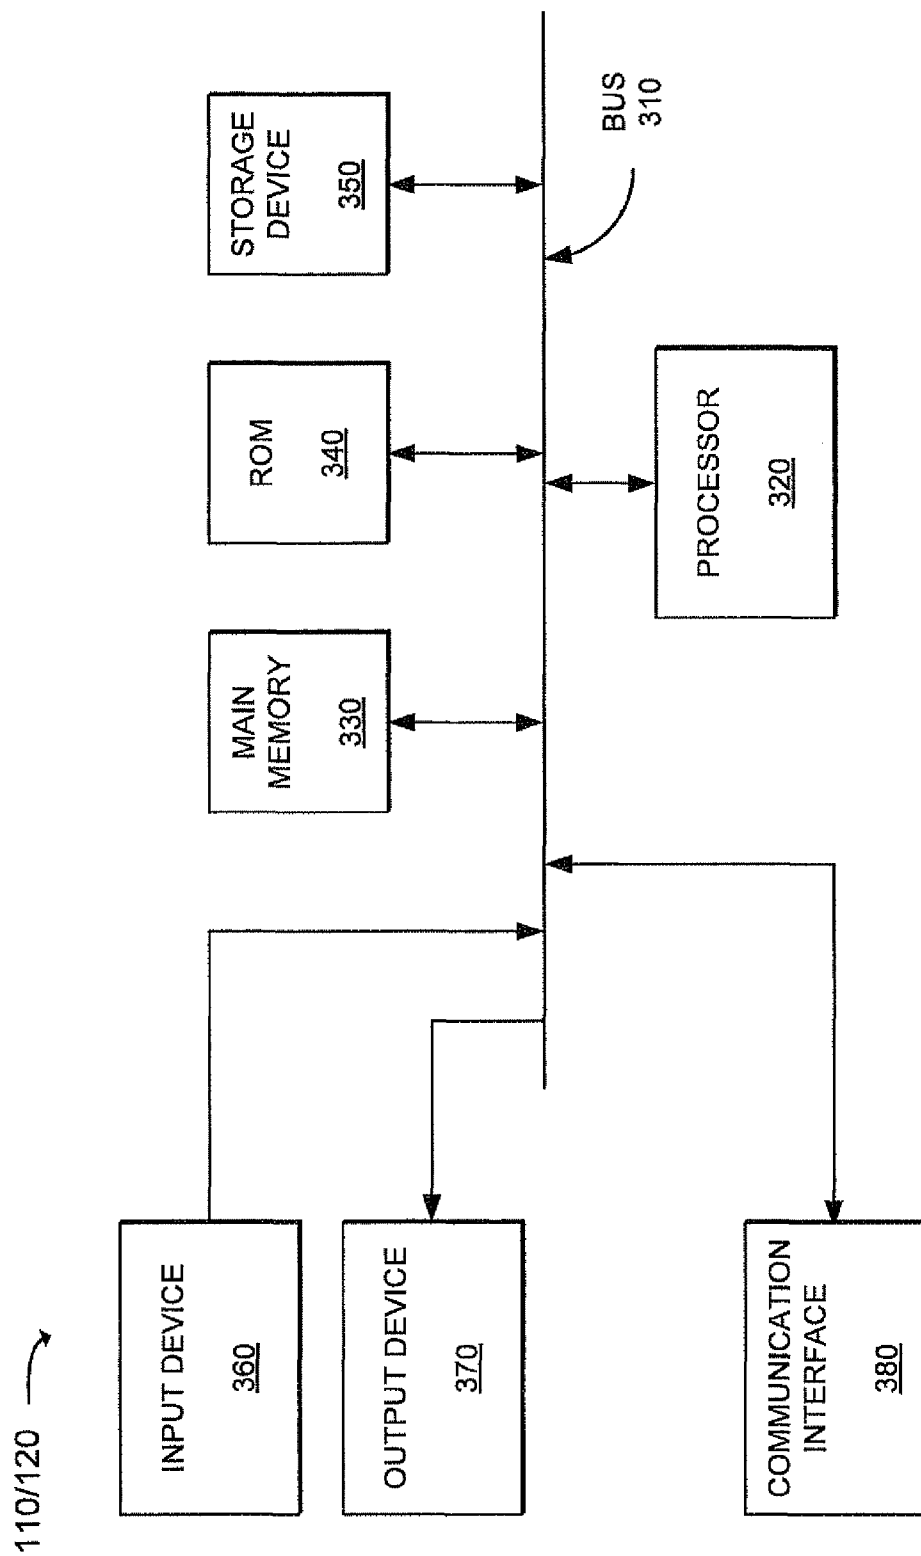 110/120
INPUT DEVICE
360
OUTPUT DEVICE
370
COMMUNICATION
INTERFACE
380
MAIN
MEMORY
330
ROM
340
STORAGE
DEVICE
350
PROCESSOR
320
BUS
310